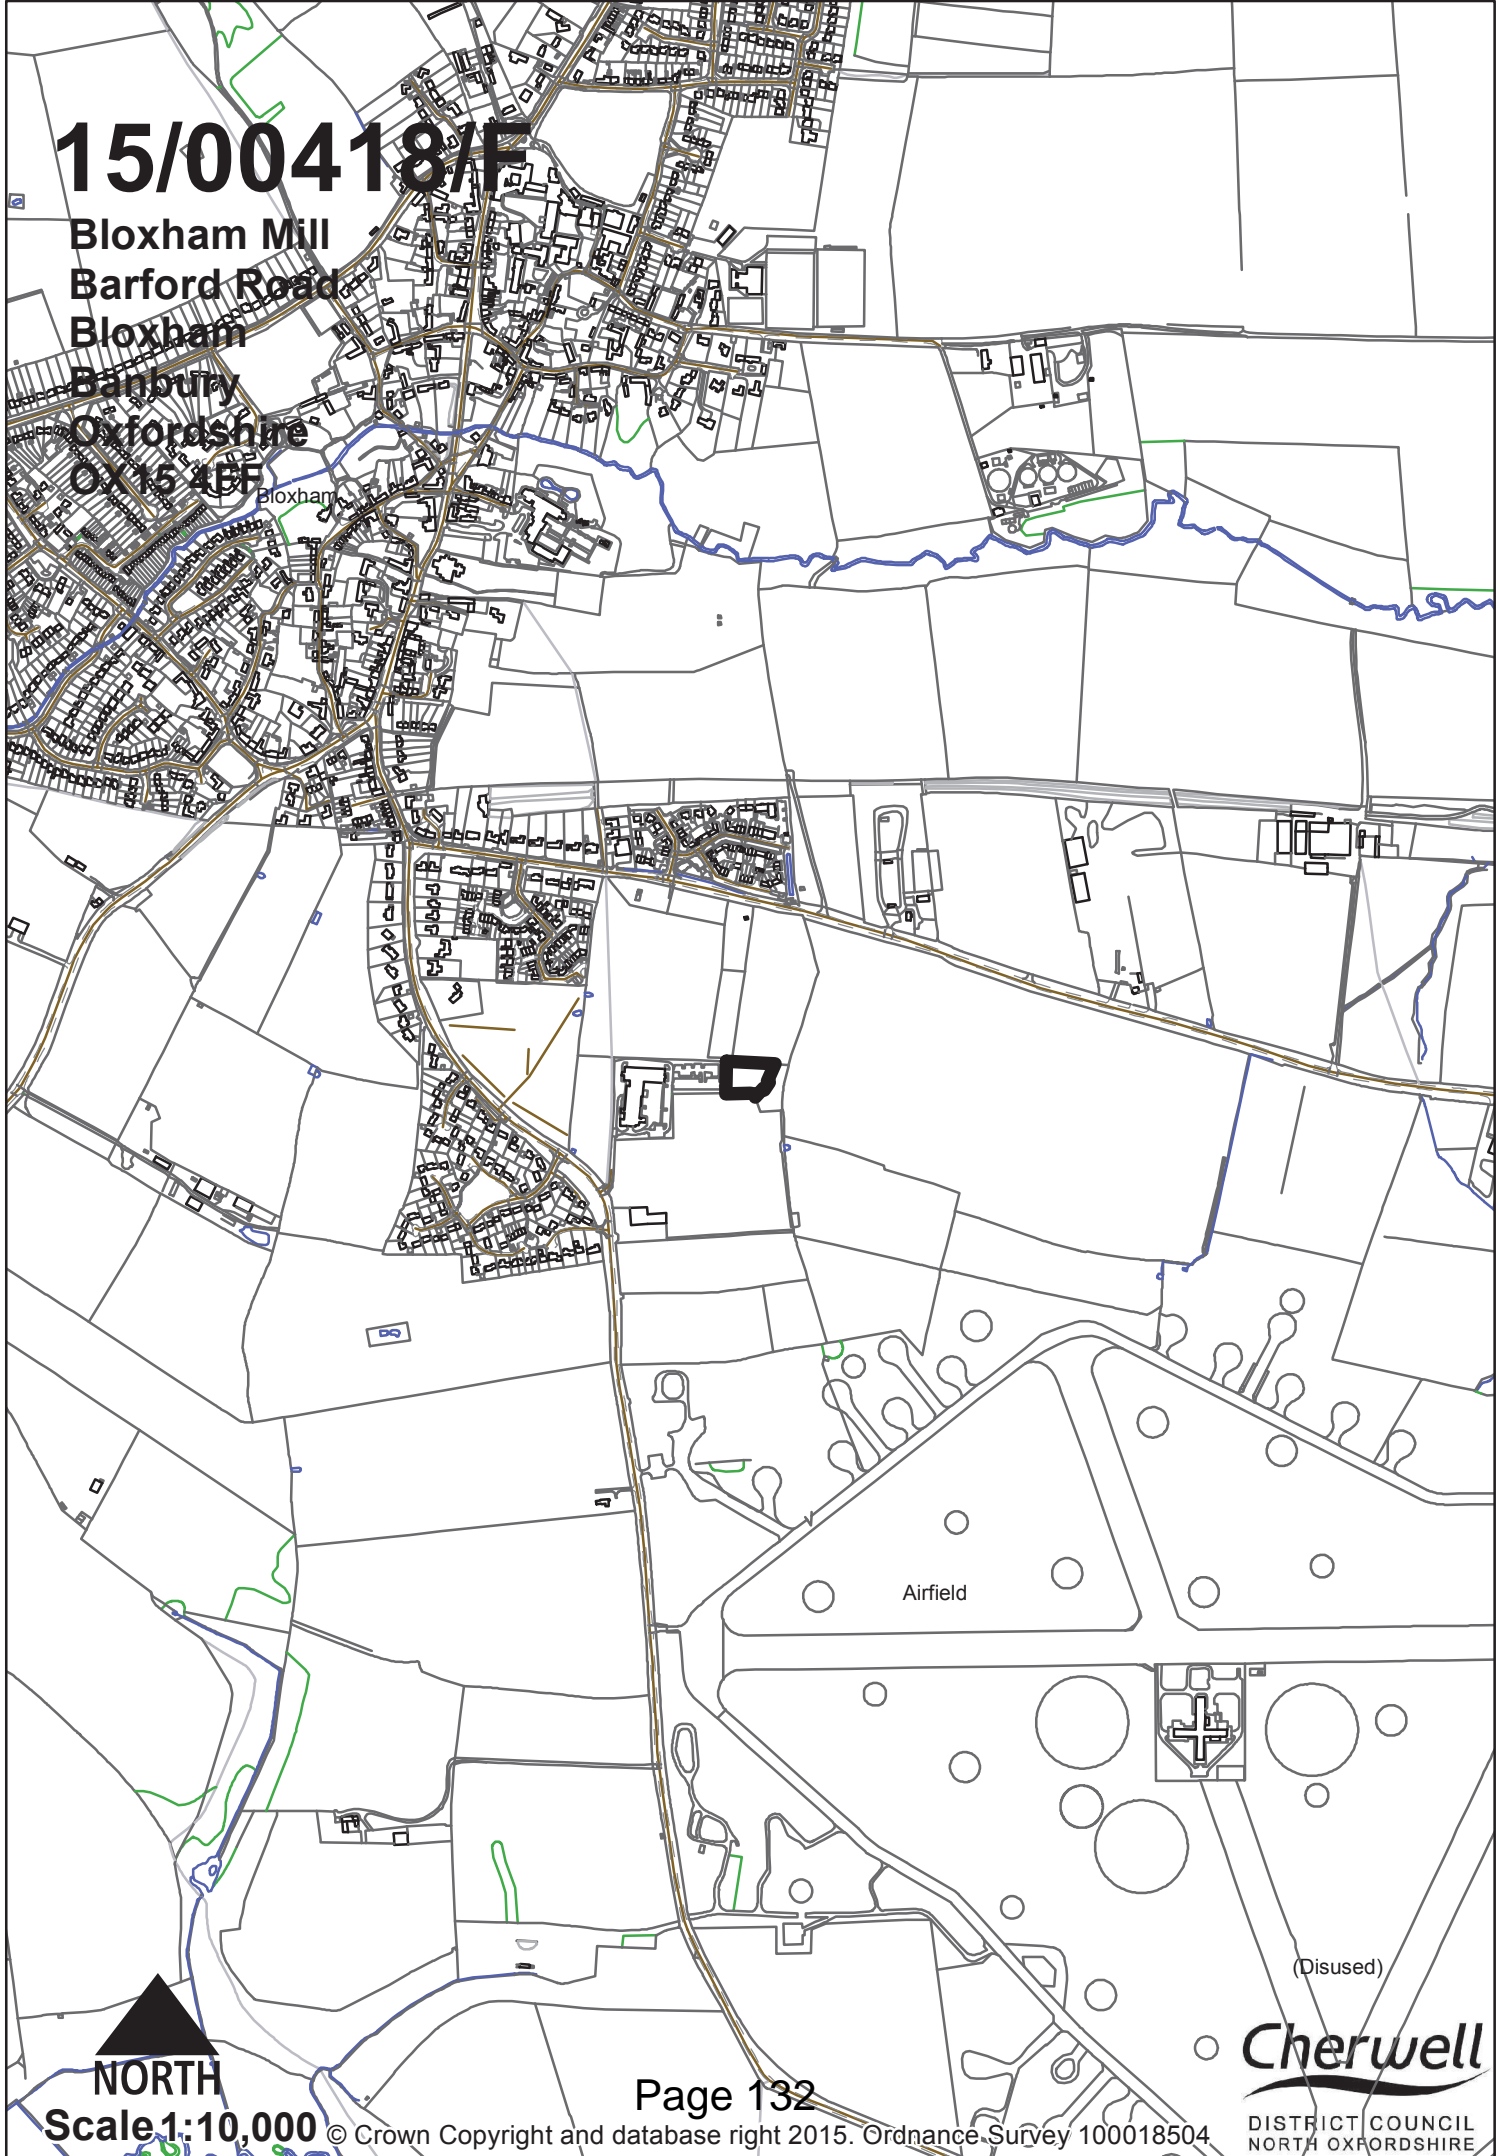 15/00418/F
Bloxham Mill
Barford Road
Bloxham
Banbury
Oxfordshire
OX15 4FF
Bloxham
Airfield
(Disused)
NORTH
Scale 1:10,000
Page 132
© Crown Copyright and database right 2015. Ordnance Survey 100018504
Cherwell
DISTRICT COUNCIL
NORTH OXFORDSHIRE